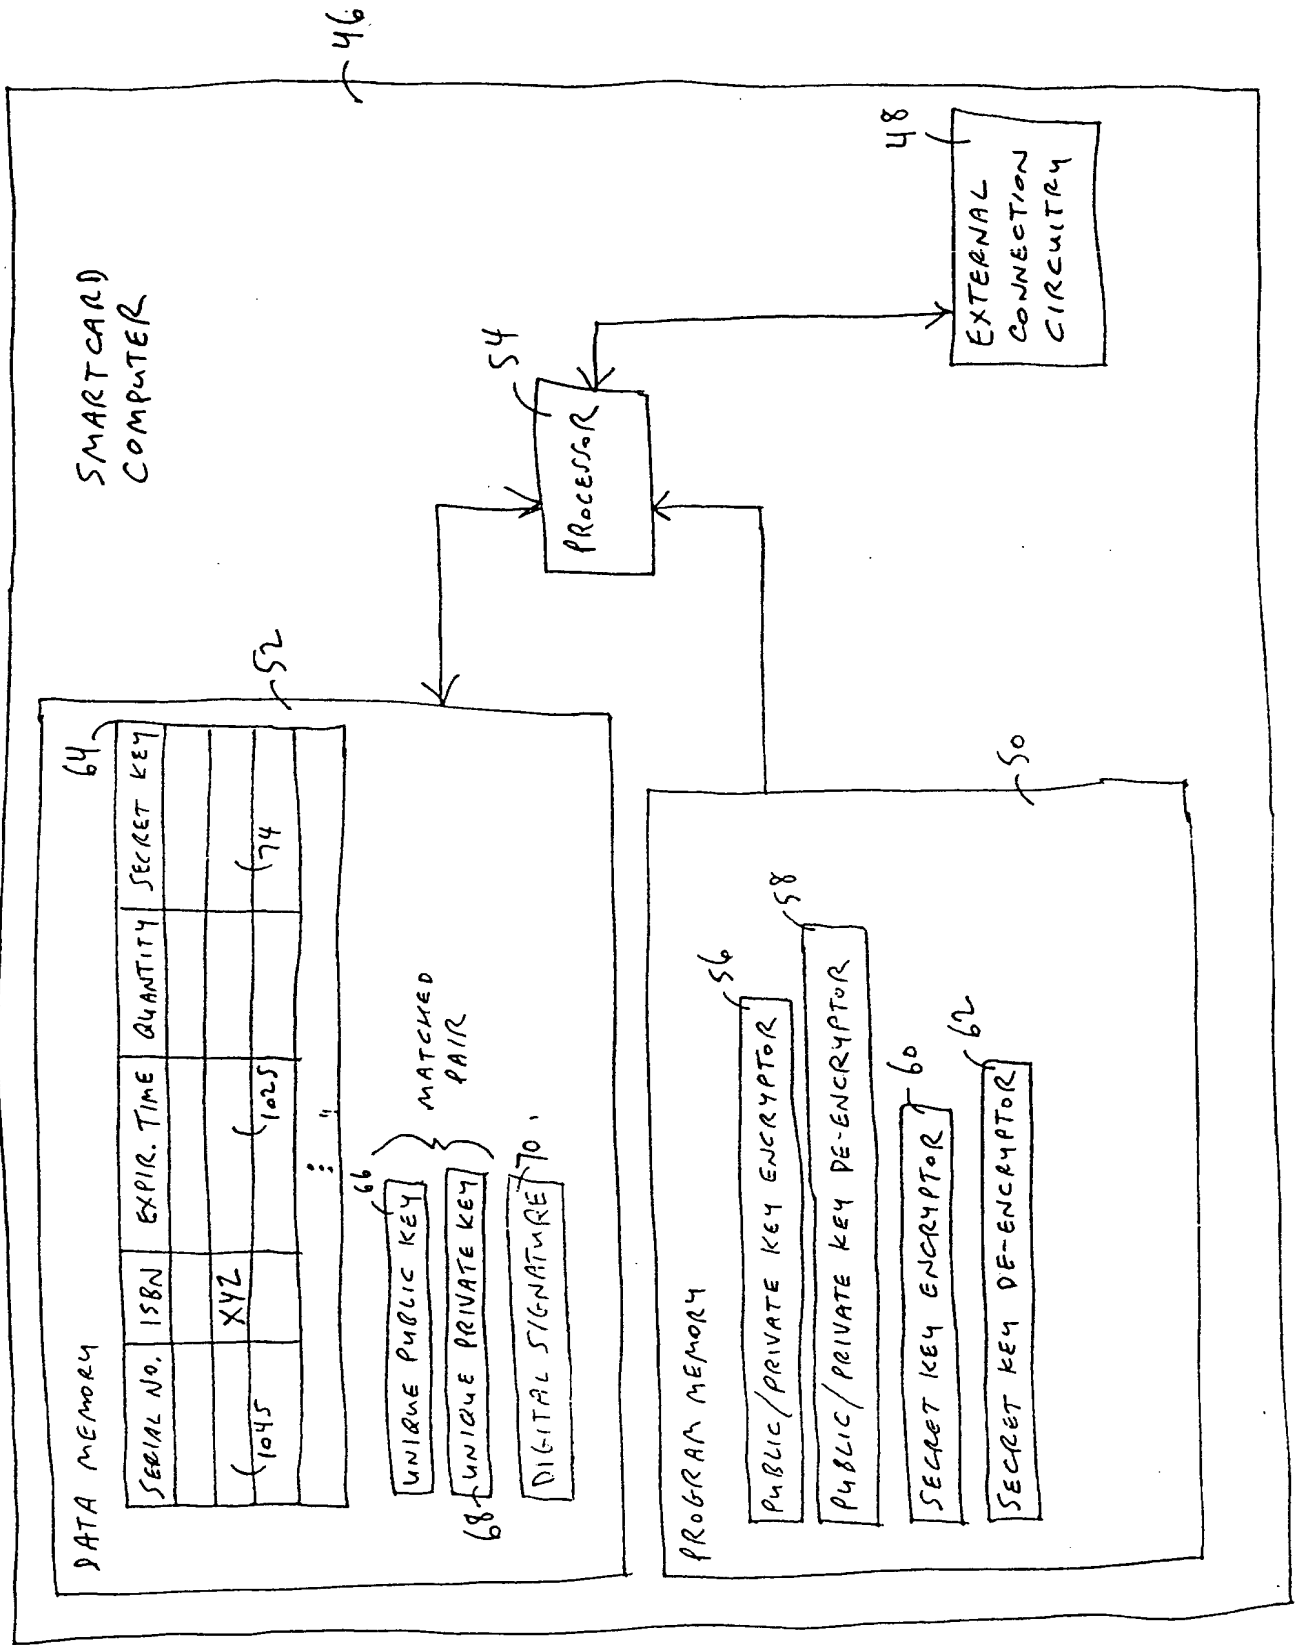 SMARTCARD
COMPUTER
46
DATA MEMORY
64
SERIAL NO. ISBN EXPIR. TIME QUANTITY SECRET KEY
XYZ
1045 1025 74
52
66
UNIQUE PUBLIC KEY
68 UNIQUE PRIVATE KEY
MATCHED
PAIR
DIGITAL SIGNATURE 70
54
PROCESSOR
48
EXTERNAL
CONNECTION
CIRCUITRY
PROGRAM MEMORY
50
PUBLIC/PRIVATE KEY ENCRYPTOR 56
PUBLIC/PRIVATE KEY DE-ENCRYPTOR 58
SECRET KEY ENCRYPTOR 60
SECRET KEY DE-ENCRYPTOR 62